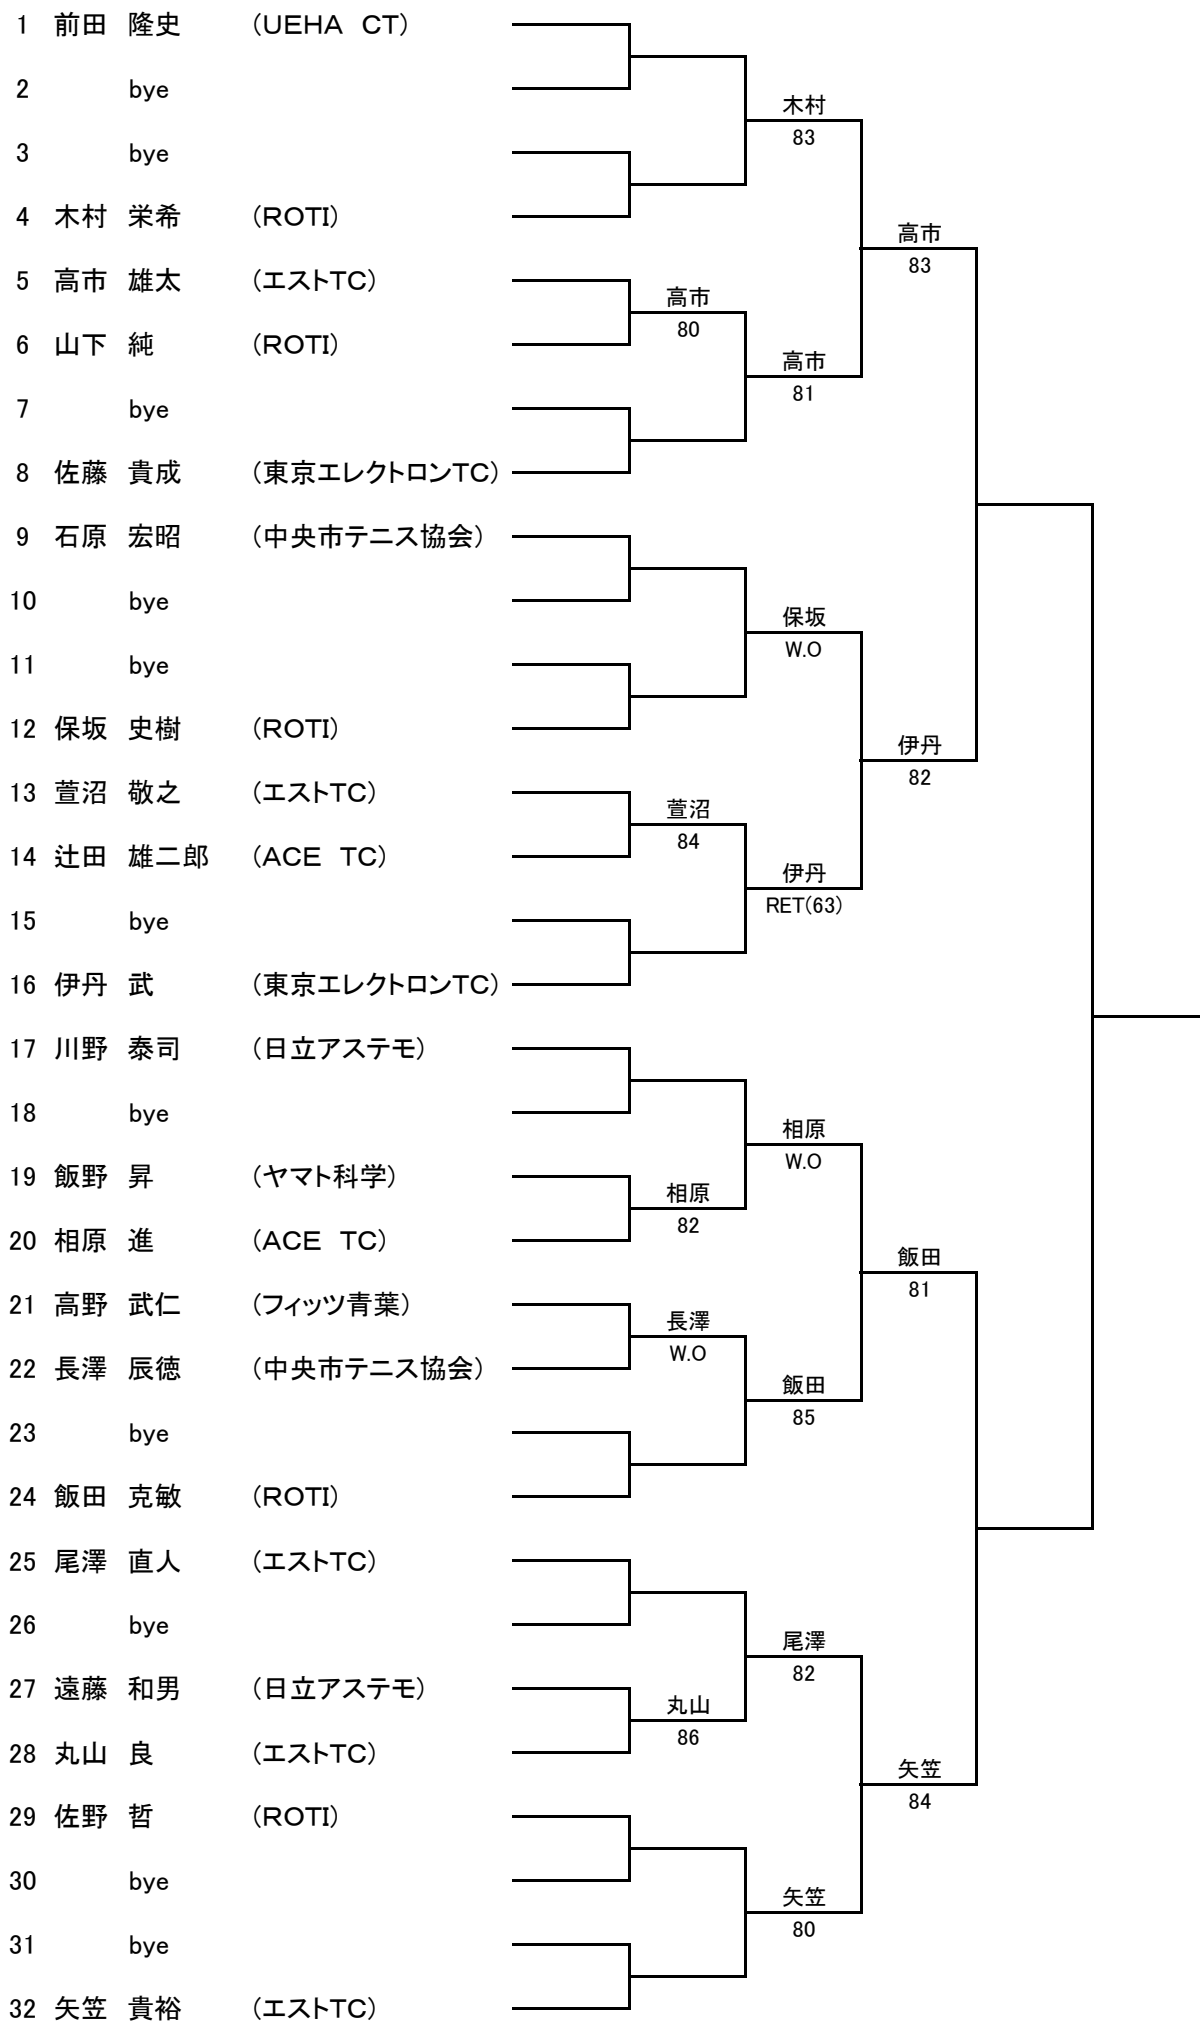 1 前田 隆史 (UEHA CT)
2 bye
木村
83
3 bye
4 木村 栄希 (ROTI)
高市
83
5 高市 雄太 (エストTC)
高市
80
6 山下 純 (ROTI)
高市
81
7 bye
8 佐藤 貴成 (東京エレクトロンTC)
9 石原 宏昭 (中央市テニス協会)
10 bye
保坂
W.O
11 bye
12 保坂 史樹 (ROTI)
伊丹
82
13 萱沼 敬之 (エストTC)
萱沼
84
14 辻田 雄二郎 (ACE TC)
伊丹
RET(63)
15 bye
16 伊丹 武 (東京エレクトロンTC)
17 川野 泰司 (日立アステモ)
18 bye
相原
W.O
19 飯野 昇 (ヤマト科学)
相原
82
20 相原 進 (ACE TC)
飯田
81
21 高野 武仁 (フィッツ青葉)
長澤
W.O
22 長澤 辰徳 (中央市テニス協会)
飯田
85
23 bye
24 飯田 克敏 (ROTI)
25 尾澤 直人 (エストTC)
26 bye
尾澤
82
27 遠藤 和男 (日立アステモ)
丸山
86
28 丸山 良 (エストTC)
矢笠
84
29 佐野 哲 (ROTI)
30 bye
矢笠
80
31 bye
32 矢笠 貴裕 (エストTC)